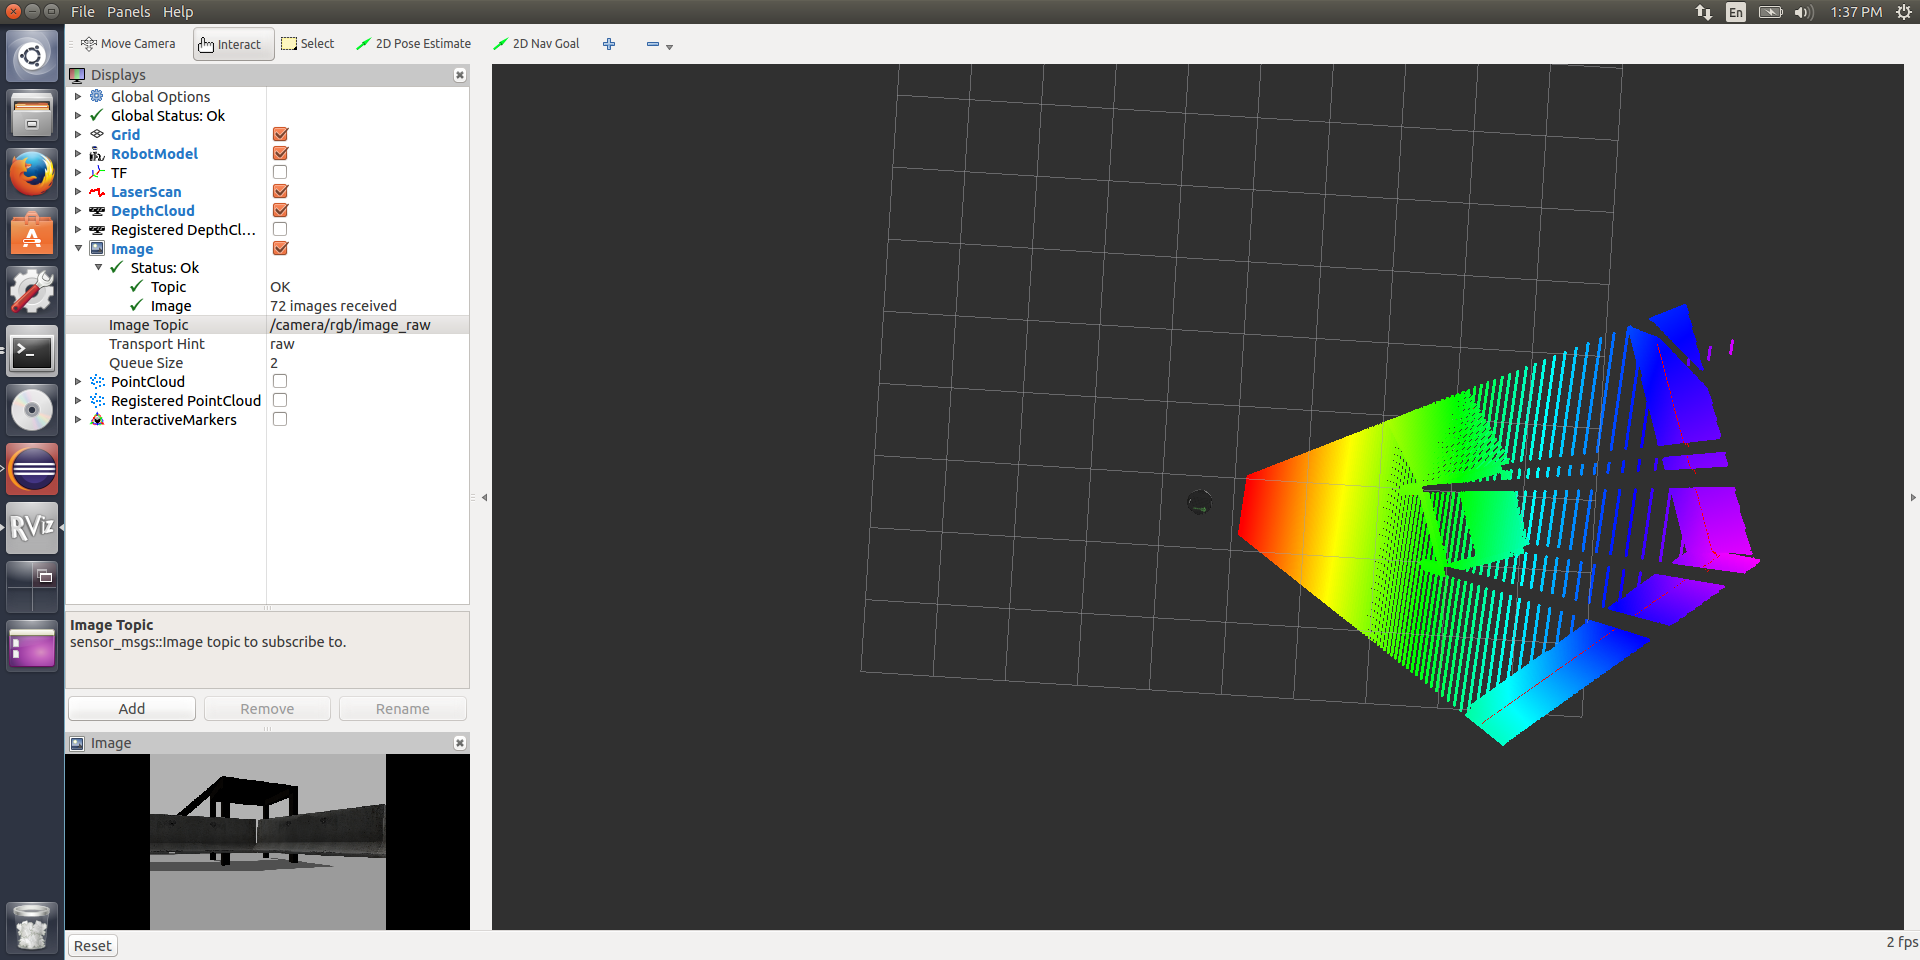 File Panels Help
En 1:37 PM
Move Camera Interact Select 2D Pose Estimate 2D Nav Goal
Displays
Global Options
Global Status: Ok
Grid
RobotModel
TF
LaserScan
DepthCloud
Registered DepthCl...
Image
Status: Ok
Topic OK
Image 72 images received
Image Topic /camera/rgb/image_raw
Transport Hint raw
Queue Size 2
PointCloud
Registered PointCloud
InteractiveMarkers
Image Topic
sensor_msgs::Image topic to subscribe to.
Add Remove Rename
Image
RViz
Reset
2 fps